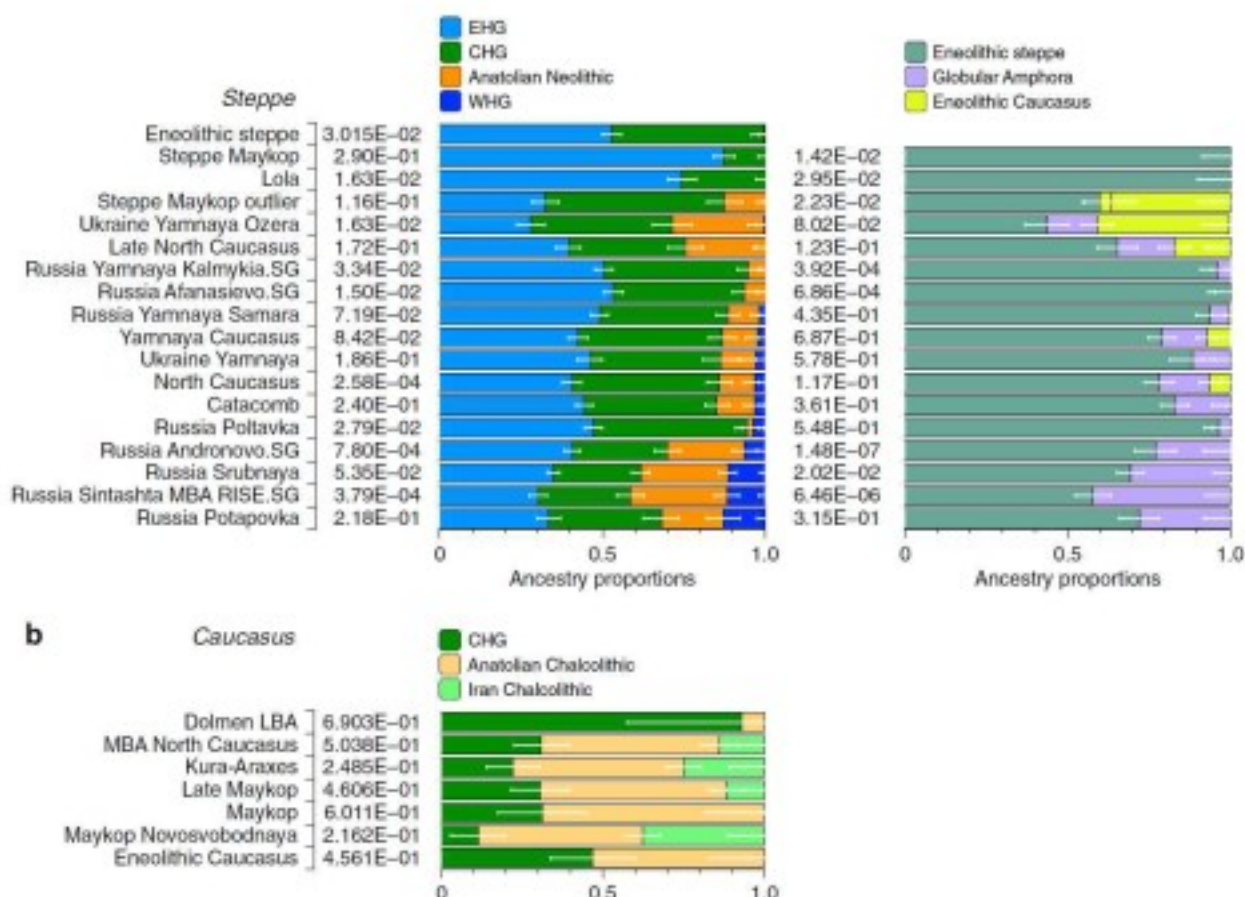 EHG
CHG
Anatolian Neolithic
WHG
Eneolithic steppe
Globular Amphora
Eneolithic Caucasus
Steppe
Eneolithic steppe 3.015E−02
Steppe Maykop 2.90E−01 1.42E−02
Lola 1.63E−02 2.95E−02
Steppe Maykop outlier 1.16E−01 2.23E−02
Ukraine Yamnaya Ozera 1.63E−02 8.02E−02
Late North Caucasus 1.72E−01 1.23E−01
Russia Yamnaya Kalmykia.SG 3.34E−02 3.92E−04
Russia Afanasievo.SG 1.50E−02 6.86E−04
Russia Yamnaya Samara 7.19E−02 4.35E−01
Yamnaya Caucasus 8.42E−02 6.87E−01
Ukraine Yamnaya 1.86E−01 5.78E−01
North Caucasus 2.58E−04 1.17E−01
Catacomb 2.40E−01 3.61E−01
Russia Poltavka 2.79E−02 5.48E−01
Russia Andronovo.SG 7.80E−04 1.48E−07
Russia Srubnaya 5.35E−02 2.02E−02
Russia Sintashta MBA RISE.SG 3.79E−04 6.46E−06
Russia Potapovka 2.18E−01 3.15E−01
0 0.5 1.0 0 0.5 1.0
Ancestry proportions Ancestry proportions
b Caucasus
CHG
Anatolian Chalcolithic
Iran Chalcolithic
Dolmen LBA 6.903E−01
MBA North Caucasus 5.038E−01
Kura-Araxes 2.485E−01
Late Maykop 4.606E−01
Maykop 6.011E−01
Maykop Novosvobodnaya 2.162E−01
Eneolithic Caucasus 4.561E−01
0 0.5 1.0